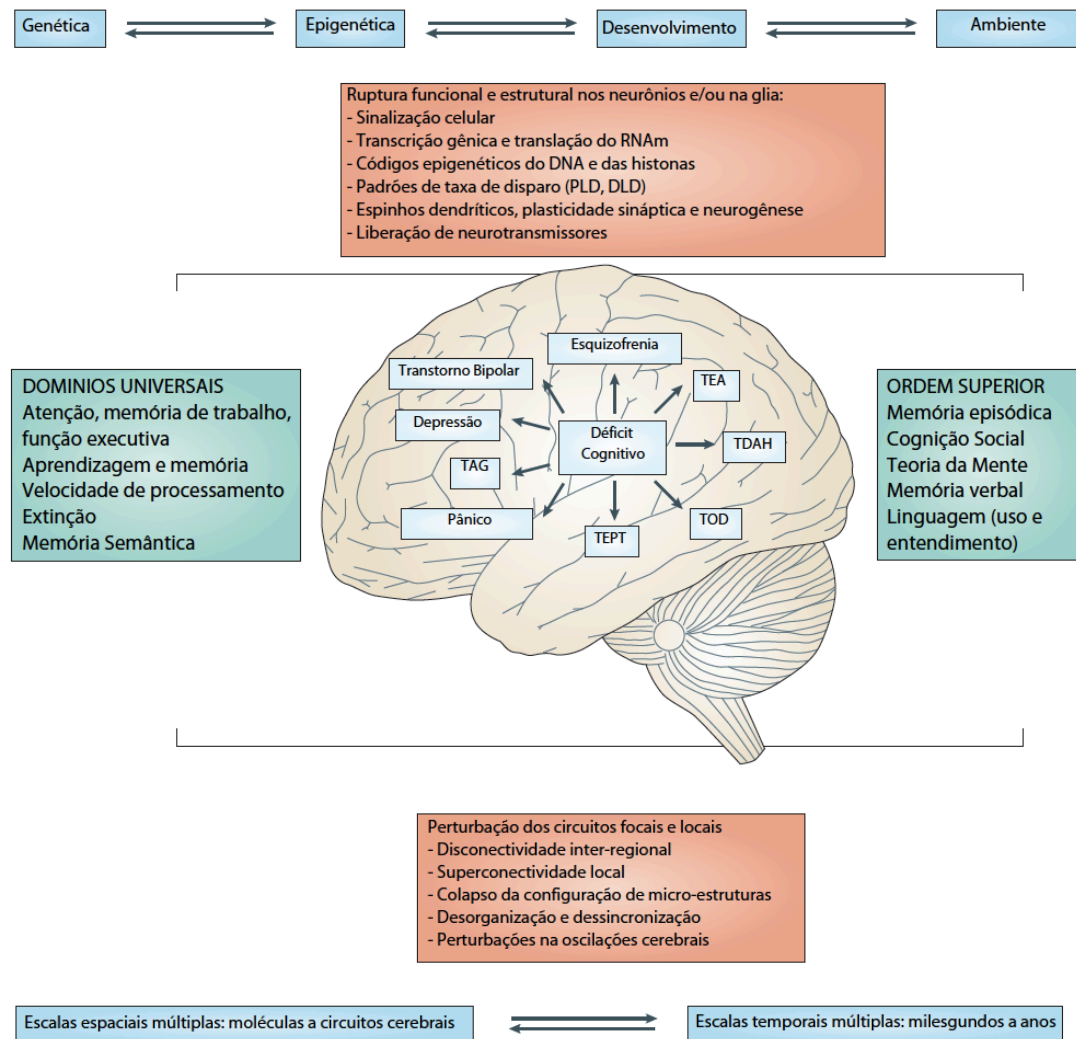 Genética
Epigenética
Desenvolvimento
Ambiente
Ruptura funcional e estrutural nos neurônios e/ou na glia:
- Sinalização celular
- Transcrição gênica e translação do RNAm
- Códigos epigenéticos do DNA e das histonas
- Padrões de taxa de disparo (PLD, DLD)
- Espinhos dendríticos, plasticidade sináptica e neurogênese
- Liberação de neurotransmissores
DOMINIOS UNIVERSAIS
Atenção, memória de trabalho,
função executiva
Aprendizagem e memória
Velocidade de processamento
Extinção
Memória Semântica
Esquizofrenia
Transtorno Bipolar
TEA
Depressão
Déficit
Cognitivo
TDAH
TAG
Pânico
TEPT
TOD
ORDEM SUPERIOR
Memória episódica
Cognição Social
Teoria da Mente
Memória verbal
Linguagem (uso e
entendimento)
Perturbação dos circuitos focais e locais
- Disconectividade inter-regional
- Superconectividade local
- Colapso da configuração de micro-estruturas
- Desorganização e dessincronização
- Perturbações na oscilações cerebrais
Escalas espaciais múltiplas: moléculas a circuitos cerebrais
Escalas temporais múltiplas: milesgundos a anos